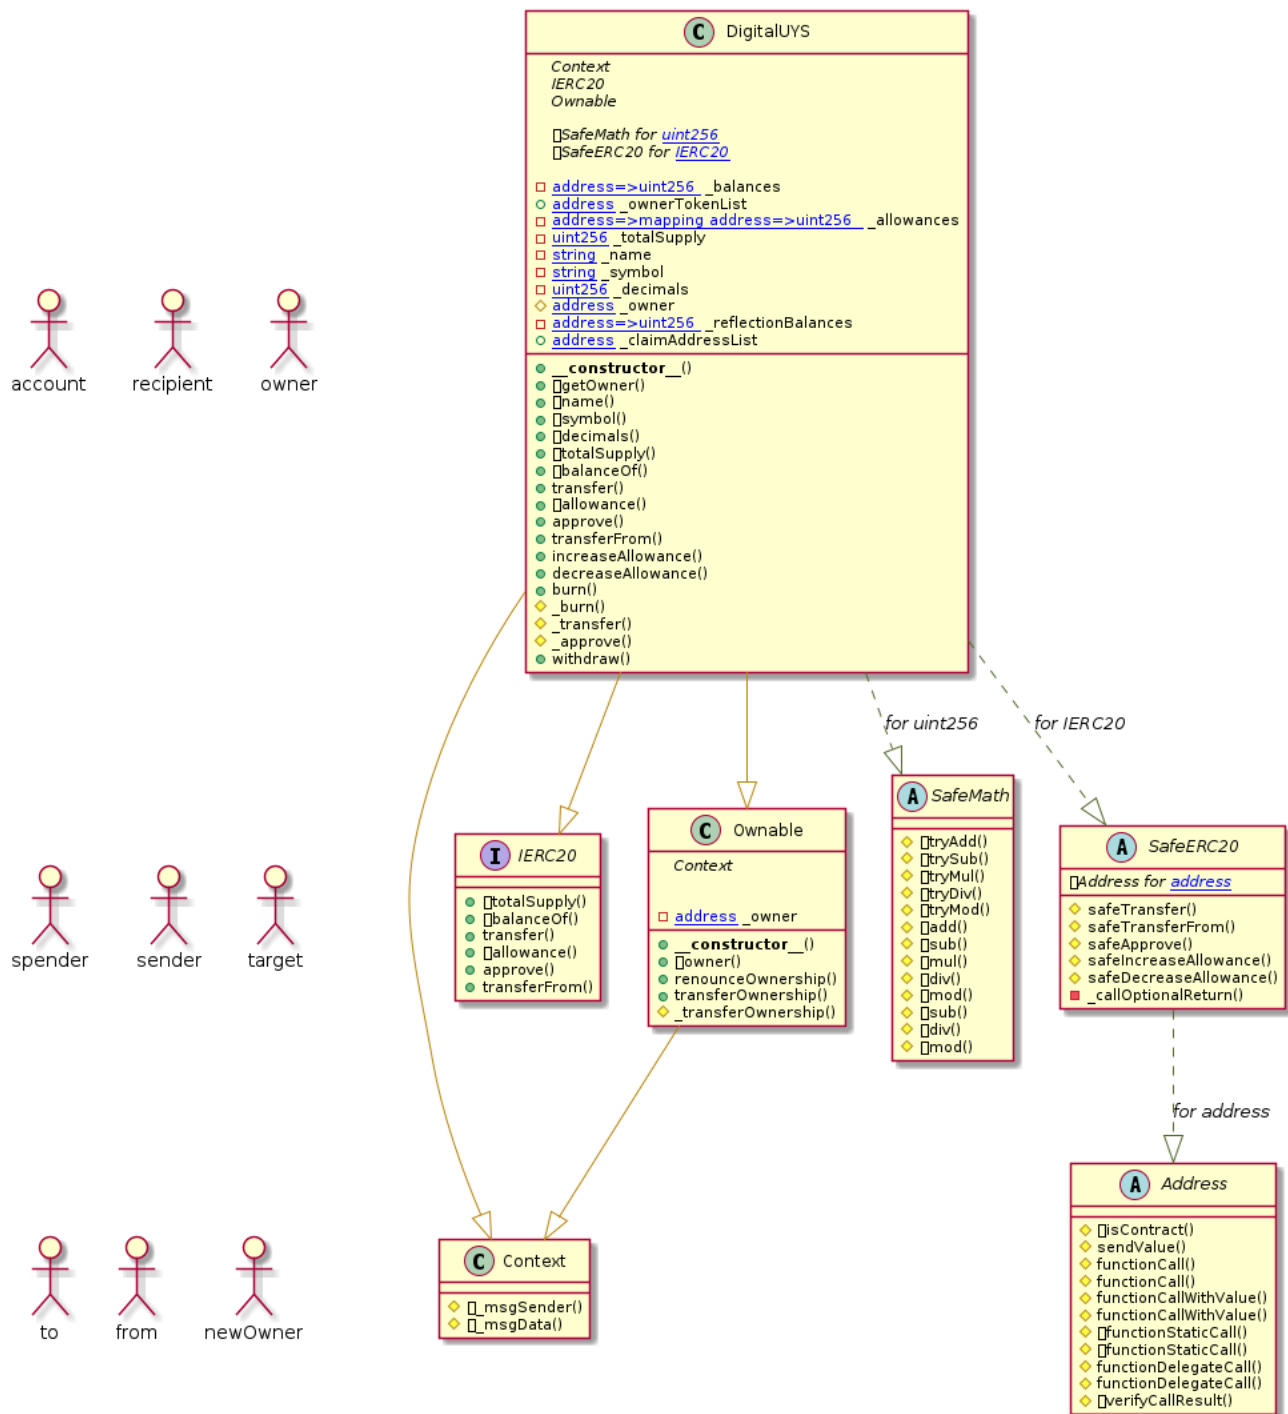 C DigitalUYS
Context
IERC20
Ownable
▯SafeMath for uint256
▯SafeERC20 for IERC20
address=>uint256 _balances
address _ownerTokenList
address=>mapping address=>uint256 _allowances
uint256 _totalSupply
string _name
string _symbol
uint256 _decimals
address _owner
address=>uint256 _reflectionBalances
address _claimAddressList
__constructor__()
▯getOwner()
▯name()
▯symbol()
▯decimals()
▯totalSupply()
▯balanceOf()
transfer()
▯allowance()
approve()
transferFrom()
increaseAllowance()
decreaseAllowance()
burn()
_burn()
_transfer()
_approve()
withdraw()
account
recipient
owner
for uint256
for IERC20
I IERC20
▯totalSupply()
▯balanceOf()
transfer()
▯allowance()
approve()
transferFrom()
C Ownable
Context
address _owner
__constructor__()
▯owner()
renounceOwnership()
transferOwnership()
_transferOwnership()
A SafeMath
▯tryAdd()
▯trySub()
▯tryMul()
▯tryDiv()
▯tryMod()
▯add()
▯sub()
▯mul()
▯div()
▯mod()
▯sub()
▯div()
▯mod()
A SafeERC20
▯Address for address
safeTransfer()
safeTransferFrom()
safeApprove()
safeIncreaseAllowance()
safeDecreaseAllowance()
_callOptionalReturn()
spender
sender
target
for address
C Context
▯_msgSender()
▯_msgData()
A Address
▯isContract()
sendValue()
functionCall()
functionCall()
functionCallWithValue()
functionCallWithValue()
▯functionStaticCall()
▯functionStaticCall()
functionDelegateCall()
functionDelegateCall()
▯verifyCallResult()
to
from
newOwner